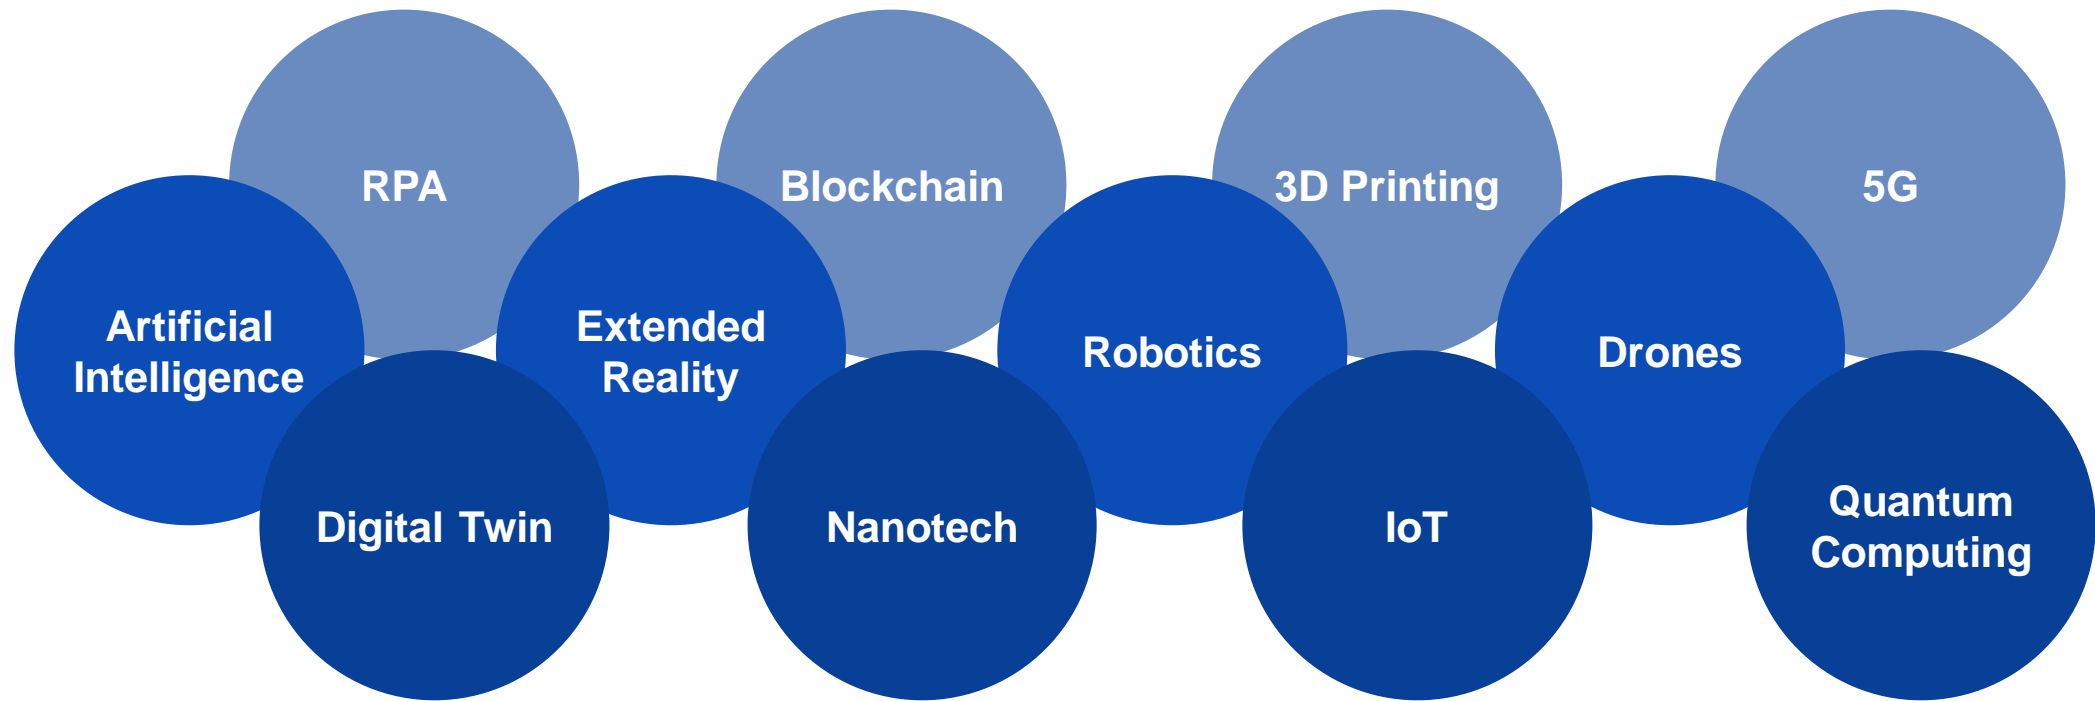 RPA
Blockchain
3D Printing
5G
Artificial
Intelligence
Extended
Reality
Robotics
Drones
Digital Twin
Nanotech
IoT
Quantum
Computing